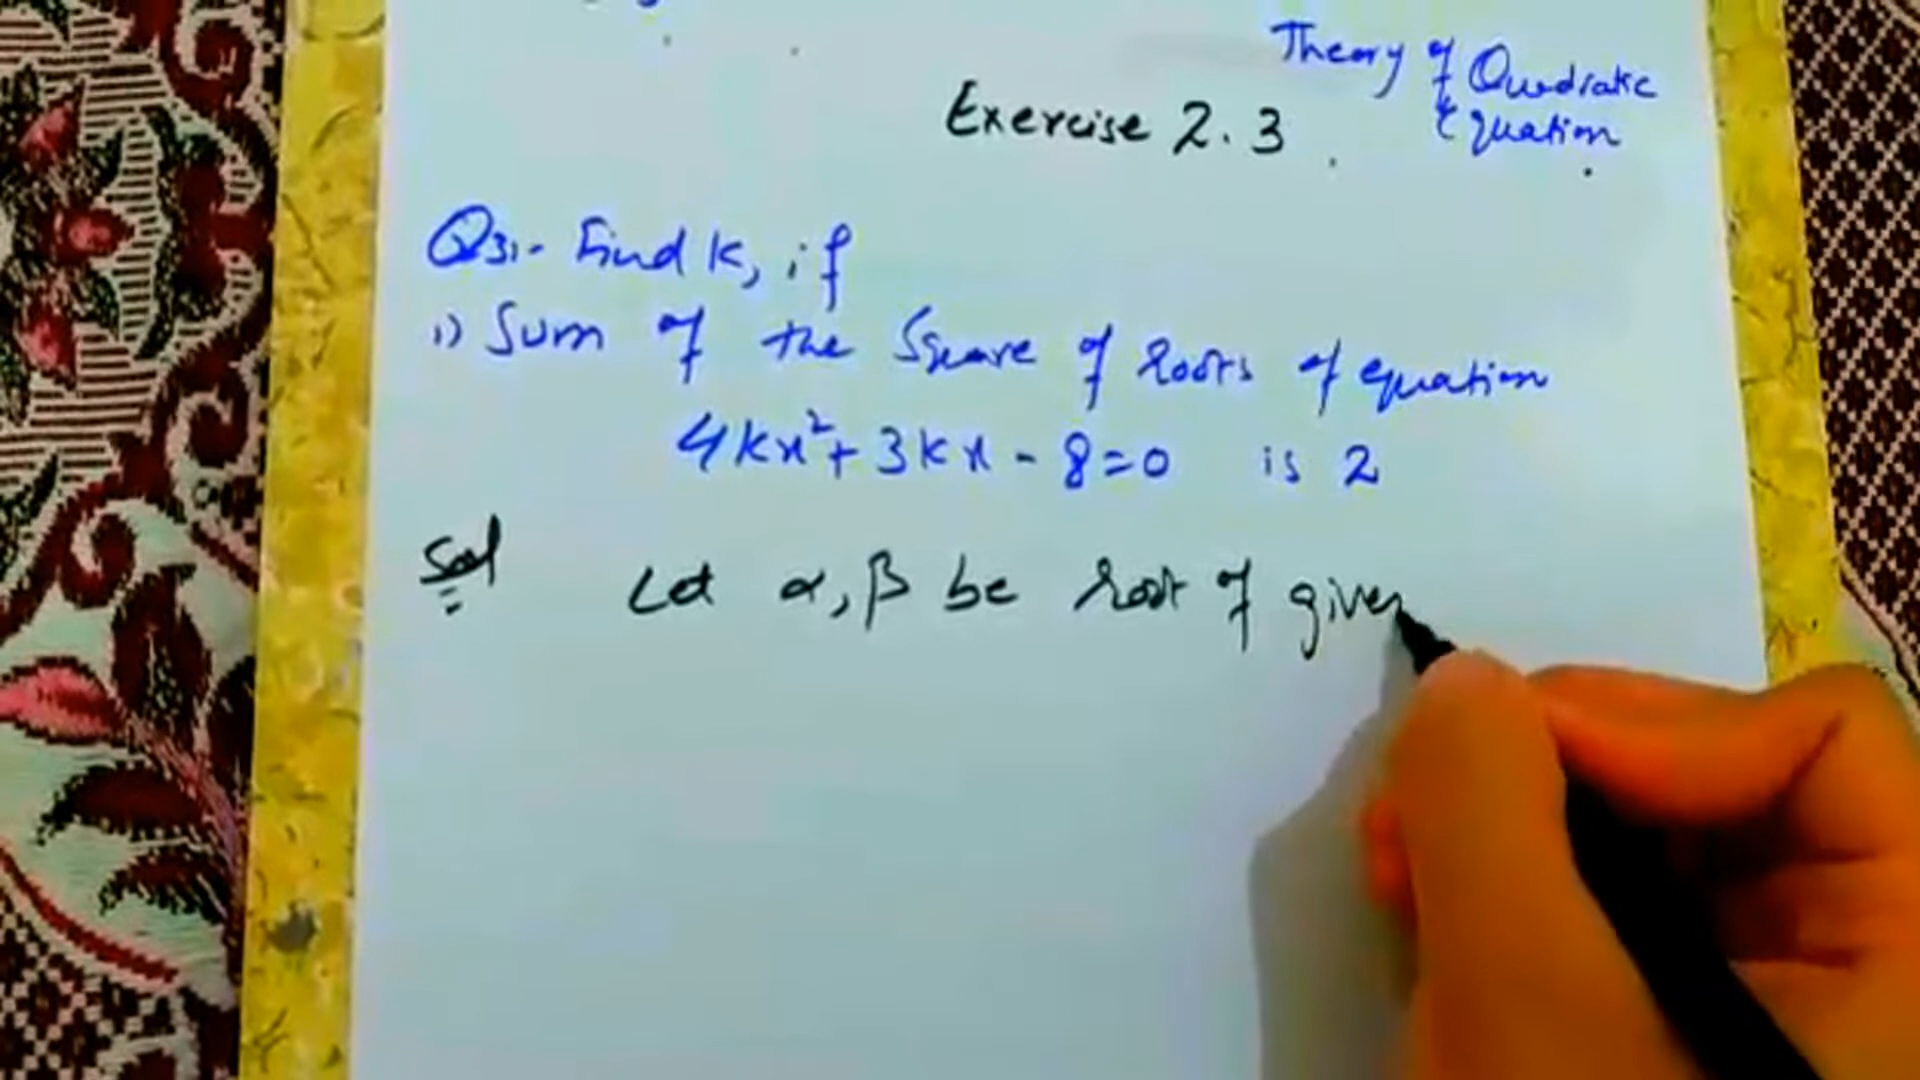 Theory of Quadratic
Equation
Exercise 2.3
Q3:- Find k, if
i) Sum of the Square of roots of equation
4kx²+3kx-8=0 is 2
Sol
Let α,β be root of given